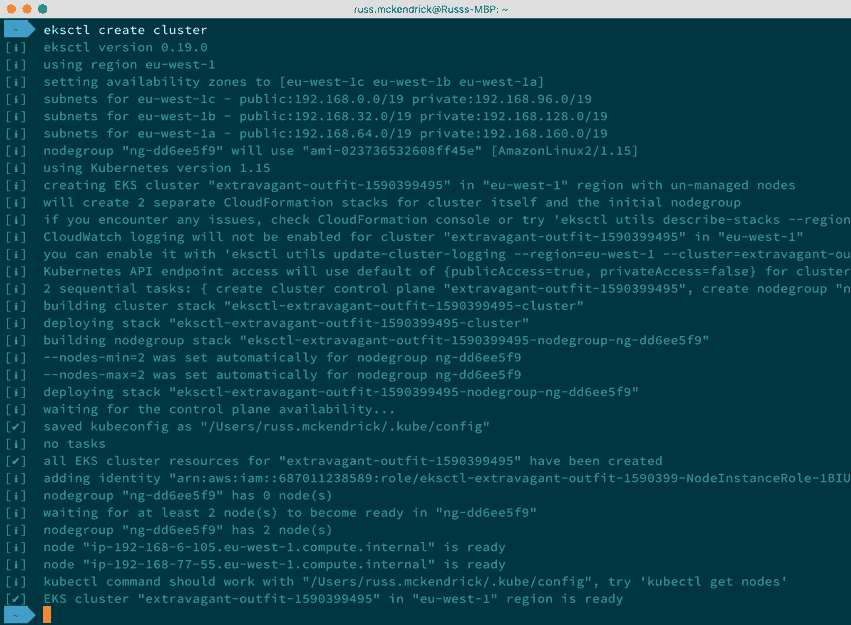 russ.mckendrick@Russs-MBP: ~
~ eksctl create cluster
[ℹ] eksctl version 0.19.0
[ℹ] using region eu-west-1
[ℹ] setting availability zones to [eu-west-1c eu-west-1b eu-west-1a]
[ℹ] subnets for eu-west-1c - public:192.168.0.0/19 private:192.168.96.0/19
[ℹ] subnets for eu-west-1b - public:192.168.32.0/19 private:192.168.128.0/19
[ℹ] subnets for eu-west-1a - public:192.168.64.0/19 private:192.168.160.0/19
[ℹ] nodegroup "ng-dd6ee5f9" will use "ami-023736532608ff45e" [AmazonLinux2/1.15]
[ℹ] using Kubernetes version 1.15
[ℹ] creating EKS cluster "extravagant-outfit-1590399495" in "eu-west-1" region with un-managed nodes
[ℹ] will create 2 separate CloudFormation stacks for cluster itself and the initial nodegroup
[ℹ] if you encounter any issues, check CloudFormation console or try 'eksctl utils describe-stacks --region
[ℹ] CloudWatch logging will not be enabled for cluster "extravagant-outfit-1590399495" in "eu-west-1"
[ℹ] you can enable it with 'eksctl utils update-cluster-logging --region=eu-west-1 --cluster=extravagant-ou
[ℹ] Kubernetes API endpoint access will use default of {publicAccess=true, privateAccess=false} for cluster
[ℹ] 2 sequential tasks: { create cluster control plane "extravagant-outfit-1590399495", create nodegroup "n
[ℹ] building cluster stack "eksctl-extravagant-outfit-1590399495-cluster"
[ℹ] deploying stack "eksctl-extravagant-outfit-1590399495-cluster"
[ℹ] building nodegroup stack "eksctl-extravagant-outfit-1590399495-nodegroup-ng-dd6ee5f9"
[ℹ] --nodes-min=2 was set automatically for nodegroup ng-dd6ee5f9
[ℹ] --nodes-max=2 was set automatically for nodegroup ng-dd6ee5f9
[ℹ] deploying stack "eksctl-extravagant-outfit-1590399495-nodegroup-ng-dd6ee5f9"
[ℹ] waiting for the control plane availability...
[✔] saved kubeconfig as "/Users/russ.mckendrick/.kube/config"
[ℹ] no tasks
[✔] all EKS cluster resources for "extravagant-outfit-1590399495" have been created
[ℹ] adding identity "arn:aws:iam::687011238589:role/eksctl-extravagant-outfit-1590399-NodeInstanceRole-1BIU
[ℹ] nodegroup "ng-dd6ee5f9" has 0 node(s)
[ℹ] waiting for at least 2 node(s) to become ready in "ng-dd6ee5f9"
[ℹ] nodegroup "ng-dd6ee5f9" has 2 node(s)
[ℹ] node "ip-192-168-6-105.eu-west-1.compute.internal" is ready
[ℹ] node "ip-192-168-77-55.eu-west-1.compute.internal" is ready
[ℹ] kubectl command should work with "/Users/russ.mckendrick/.kube/config", try 'kubectl get nodes'
[✔] EKS cluster "extravagant-outfit-1590399495" in "eu-west-1" region is ready
~